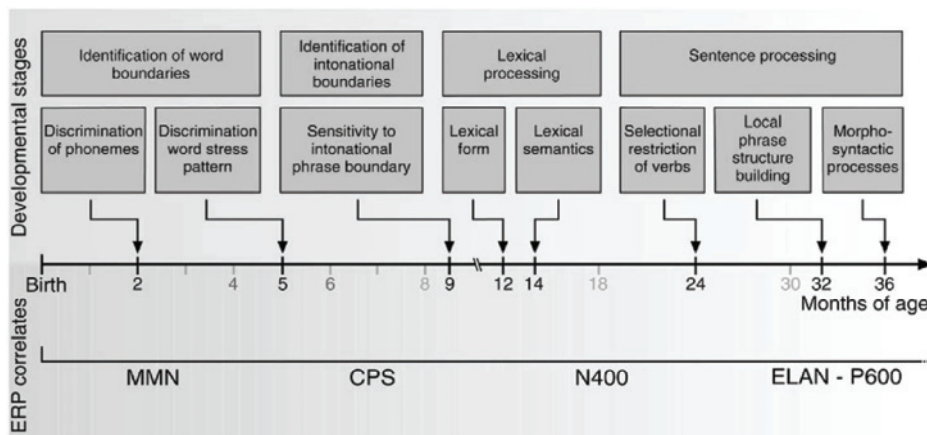 Developmental stages
Identification of word
boundaries
Identification of
intonational
boundaries
Lexical
processing
Sentence processing
Discrimination
of phonemes
Discrimination
word stress
pattern
Sensitivity to
intonational
phrase boundary
Lexical
form
Lexical
semantics
Selectional
restriction
of verbs
Local
phrase
structure
building
Morpho-
syntactic
processes
Birth 2 4 5 6 8 9 12 14 18 24 30 32 36
Months of age
ERP correlates
MMN CPS N400 ELAN - P600